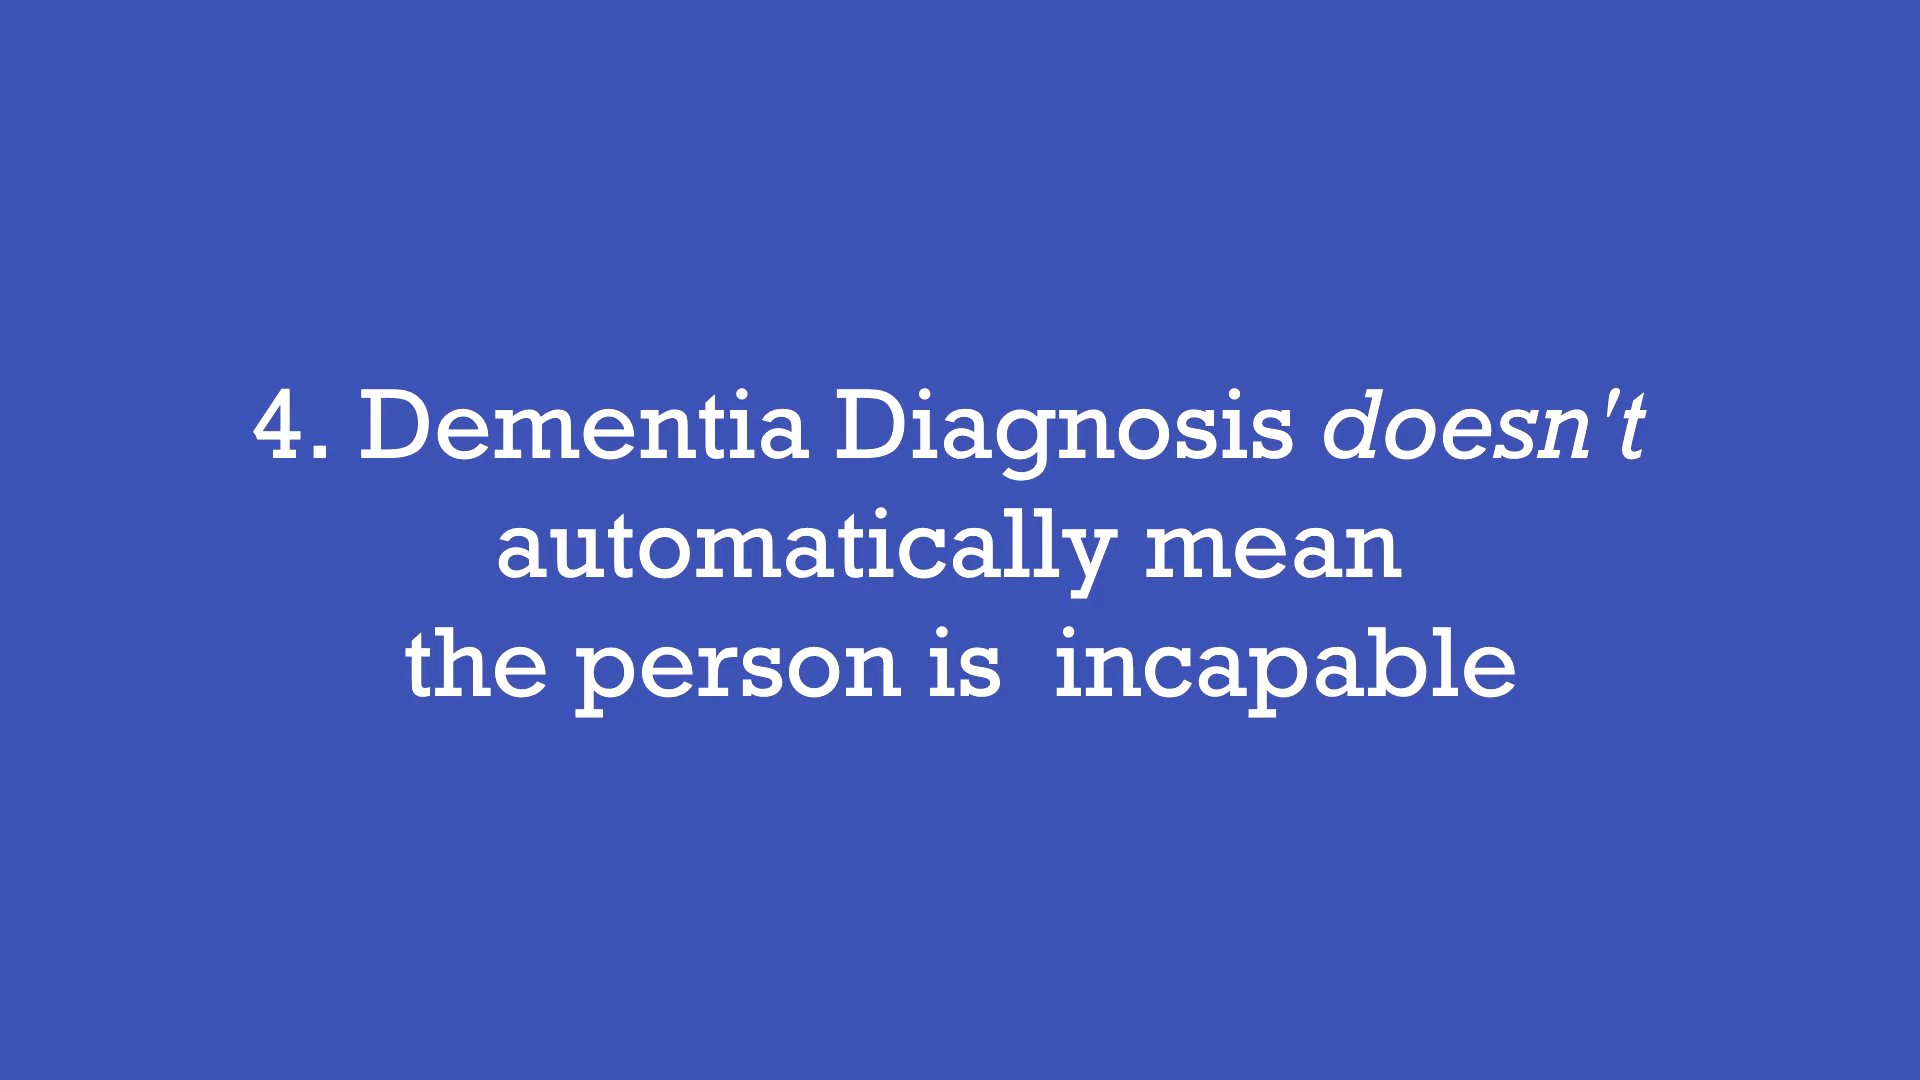 4. Dementia Diagnosis doesn't
automatically mean
the person is  incapable